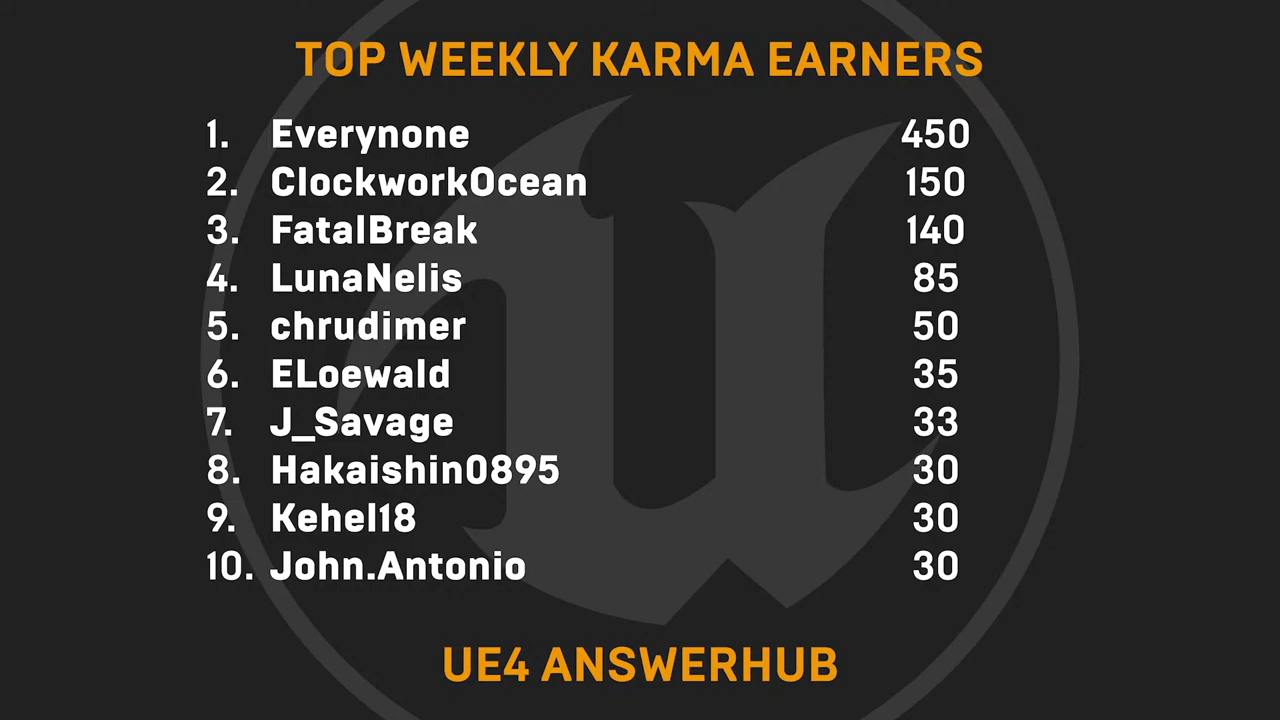 TOP WEEKLY KARMA EARNERS
1. Everynone 450
2. ClockworkOcean 150
3. FatalBreak 140
4. LunaNelis 85
5. chrudimer 50
6. ELoewald 35
7. J_Savage 33
8. Hakaishin0895 30
9. Kehel18 30
10. John.Antonio 30
UE4 ANSWERHUB